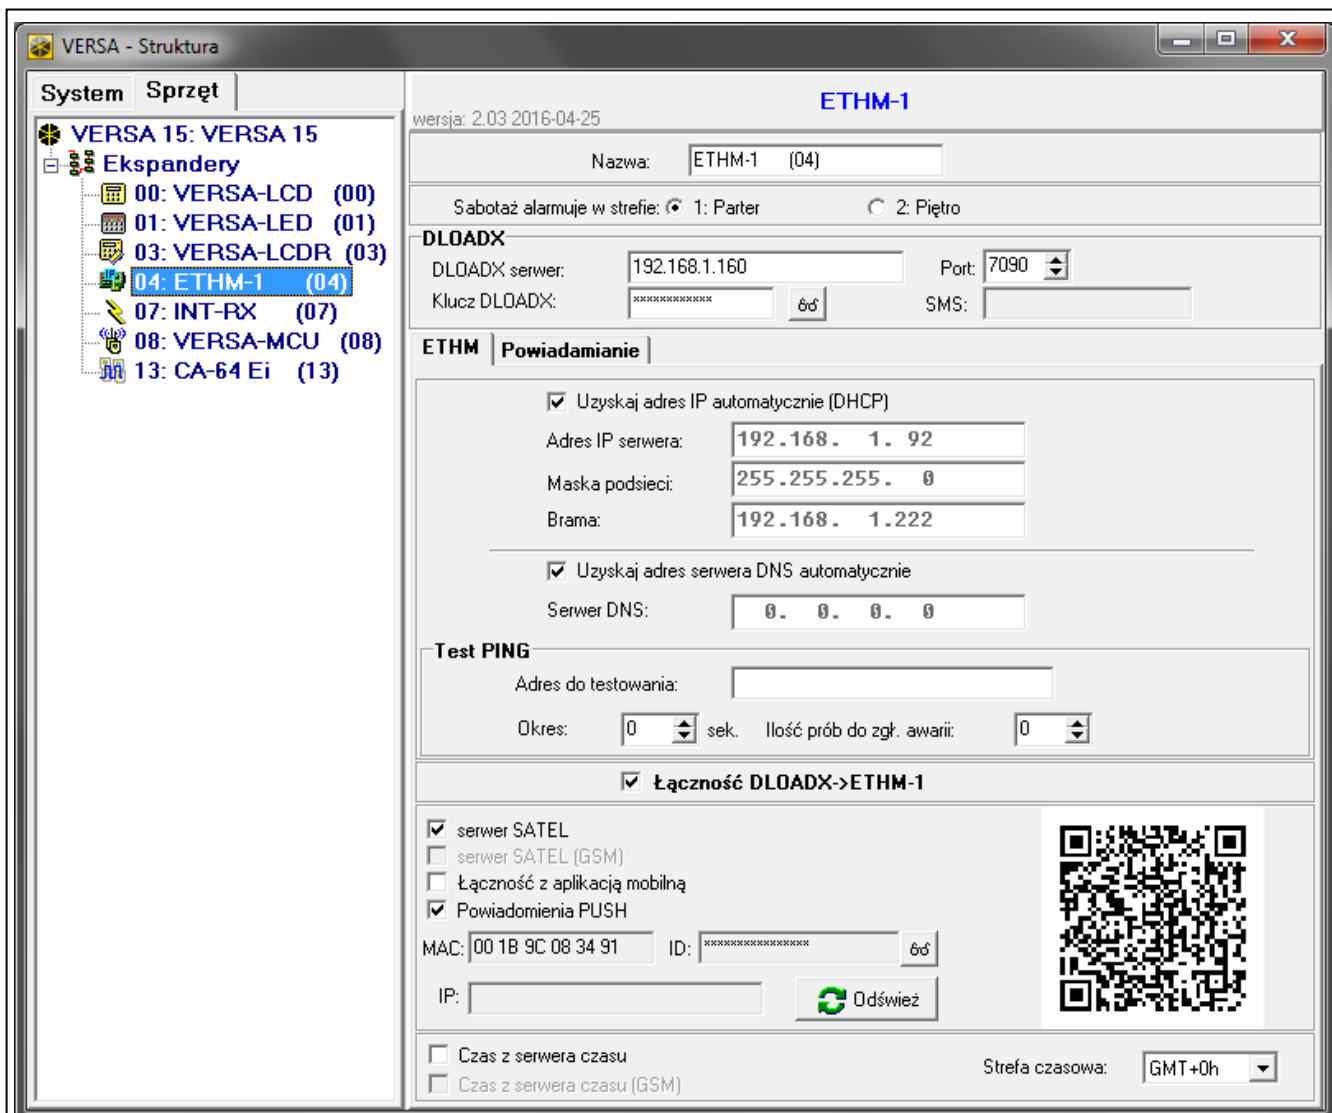 VERSA - Struktura
System Sprzęt
VERSA 15: VERSA 15
Ekspandery
00: VERSA-LCD (00)
01: VERSA-LED (01)
03: VERSA-LCDR (03)
04: ETHM-1 (04)
07: INT-RX (07)
08: VERSA-MCU (08)
13: CA-64 Ei (13)
ETHM-1
wersja: 2.03 2016-04-25
Nazwa: ETHM-1 (04)
Sabotaż alarmuje w strefie: 1: Parter 2: Piętro
DLOADX
DLOADX serwer: 192.168.1.160 Port: 7090
Klucz DLOADX: ************ SMS:
ETHM Powiadamianie
Uzyskaj adres IP automatycznie (DHCP)
Adres IP serwera: 192.168. 1. 92
Maska podsieci: 255.255.255. 0
Brama: 192.168. 1.222
Uzyskaj adres serwera DNS automatycznie
Serwer DNS: 0. 0. 0. 0
Test PING
Adres do testowania:
Okres: 0 sek. Ilość prób do zgł. awarii: 0
Łączność DLOADX->ETHM-1
serwer SATEL
serwer SATEL (GSM)
Łączność z aplikacją mobilną
Powiadomienia PUSH
MAC: 00 1B 9C 08 34 91 ID: ****************
IP: Odśwież
Czas z serwera czasu
Czas z serwera czasu (GSM)
Strefa czasowa: GMT+0h